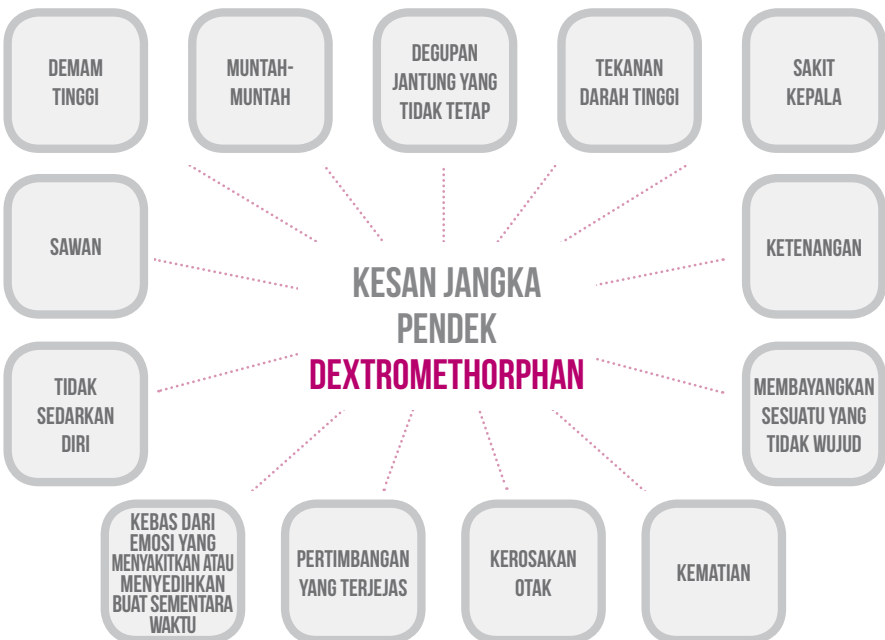 DEMAM
TINGGI
MUNTAH-
MUNTAH
DEGUPAN
JANTUNG YANG
TIDAK TETAP
TEKANAN
DARAH TINGGI
SAKIT
KEPALA
SAWAN
KESAN JANGKA
PENDEK
DEXTROMETHORPHAN
KETENANGAN
TIDAK
SEDARKAN
DIRI
MEMBAYANGKAN
SESUATU YANG
TIDAK WUJUD
KEBAS DARI
EMOSI YANG
MENYAKITKAN ATAU
MENYEDIHKAN
BUAT SEMENTARA
WAKTU
PERTIMBANGAN
YANG TERJEJAS
KEROSAKAN
OTAK
KEMATIAN